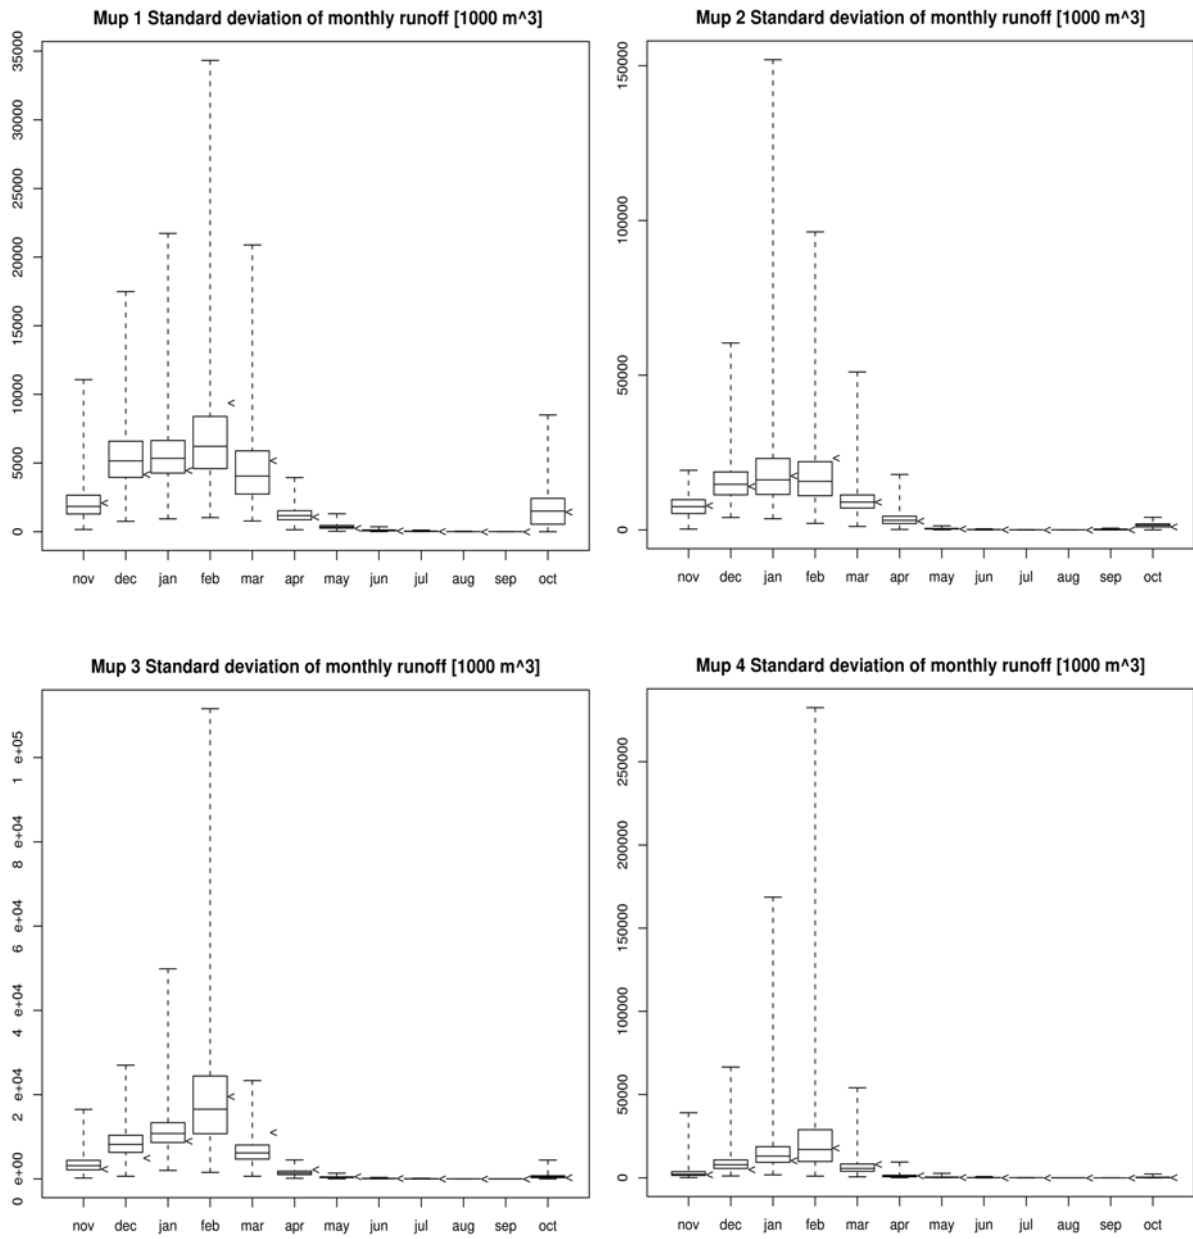 Mup 1 Standard deviation of monthly runoff [1000 m^3]
35000
30000
25000
20000
15000
10000
5000
0
nov dec jan feb mar apr may jun jul aug sep oct
Mup 2 Standard deviation of monthly runoff [1000 m^3]
150000
100000
50000
0
nov dec jan feb mar apr may jun jul aug sep oct
Mup 3 Standard deviation of monthly runoff [1000 m^3]
1 e+05
8 e+04
6 e+04
4 e+04
2 e+04
0 e+00
nov dec jan feb mar apr may jun jul aug sep oct
Mup 4 Standard deviation of monthly runoff [1000 m^3]
250000
200000
150000
100000
50000
0
nov dec jan feb mar apr may jun jul aug sep oct